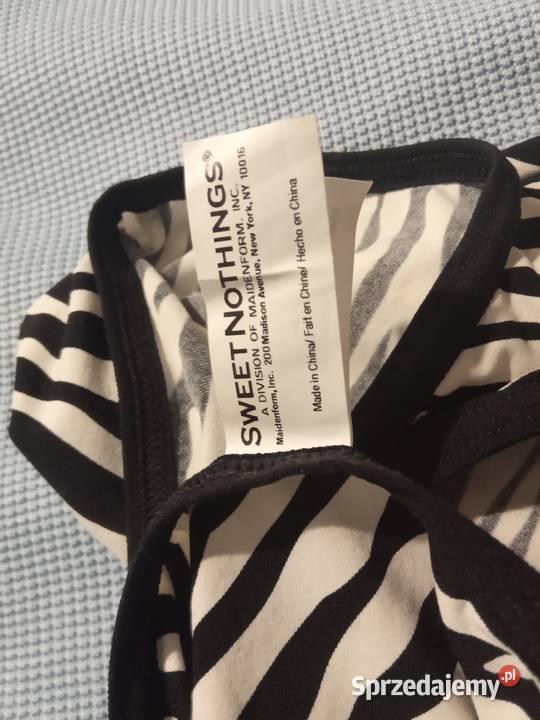 SWEET NOTHINGS®
A DIVISION OF MAIDENFORM, INC.
Maidenform, Inc. 200 Madison Avenue, New York, NY 10016
Made in China/ Fait en Chine/ Hecho en China
Sprzedajemy.pl